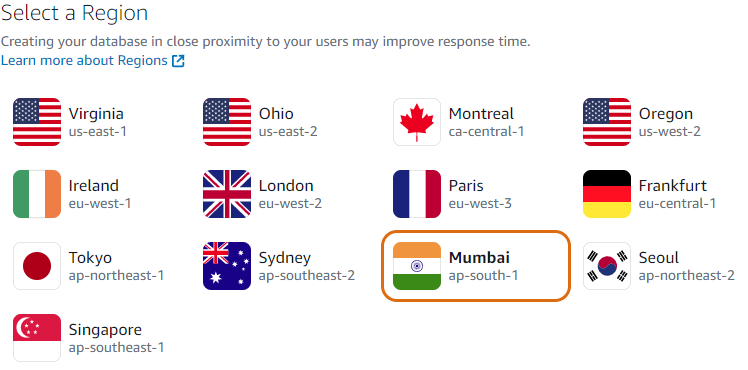 Select a Region
Creating your database in close proximity to your users may improve response time.
Learn more about Regions
Virginia
us-east-1
Ohio
us-east-2
Montreal
ca-central-1
Oregon
us-west-2
Ireland
eu-west-1
London
eu-west-2
Paris
eu-west-3
Frankfurt
eu-central-1
Tokyo
ap-northeast-1
Sydney
ap-southeast-2
Mumbai
ap-south-1
Seoul
ap-northeast-2
Singapore
ap-southeast-1